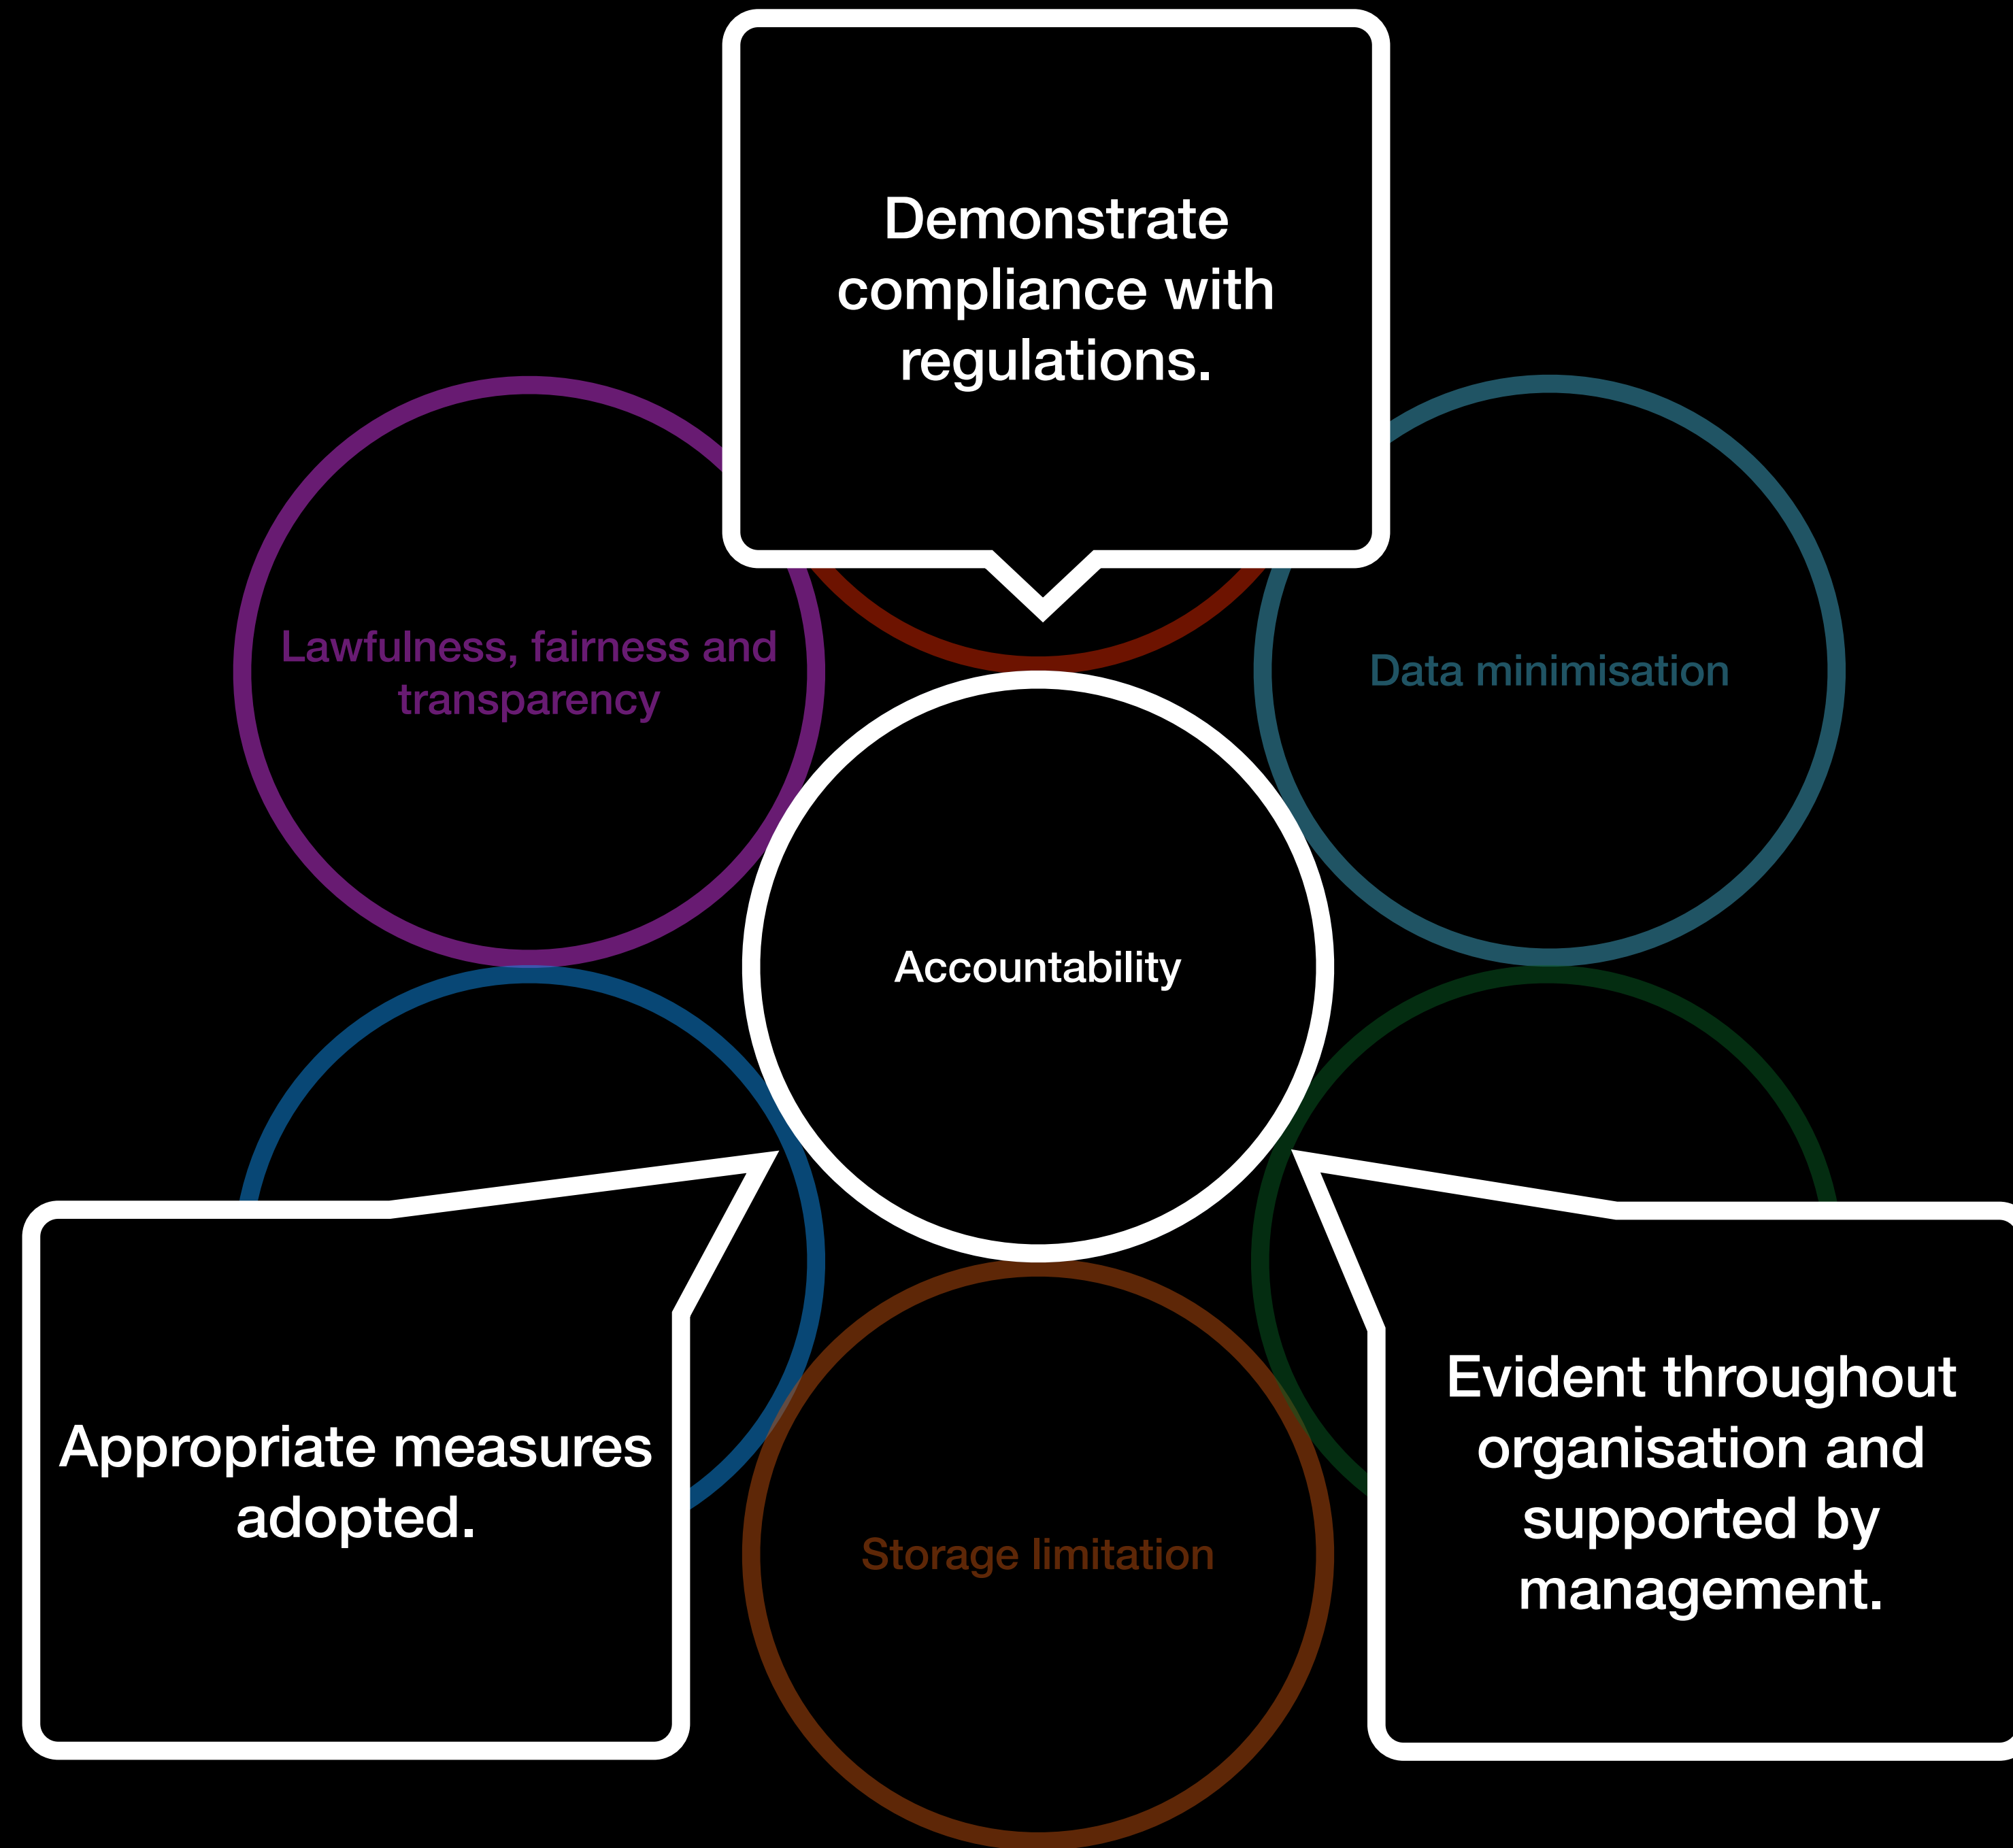 Demonstrate
compliance with
regulations.
Lawfulness, fairness and
transparency
Data minimisation
Accountability
Appropriate measures
adopted.
Storage limitation
Evident throughout
organisation and
supported by
management.